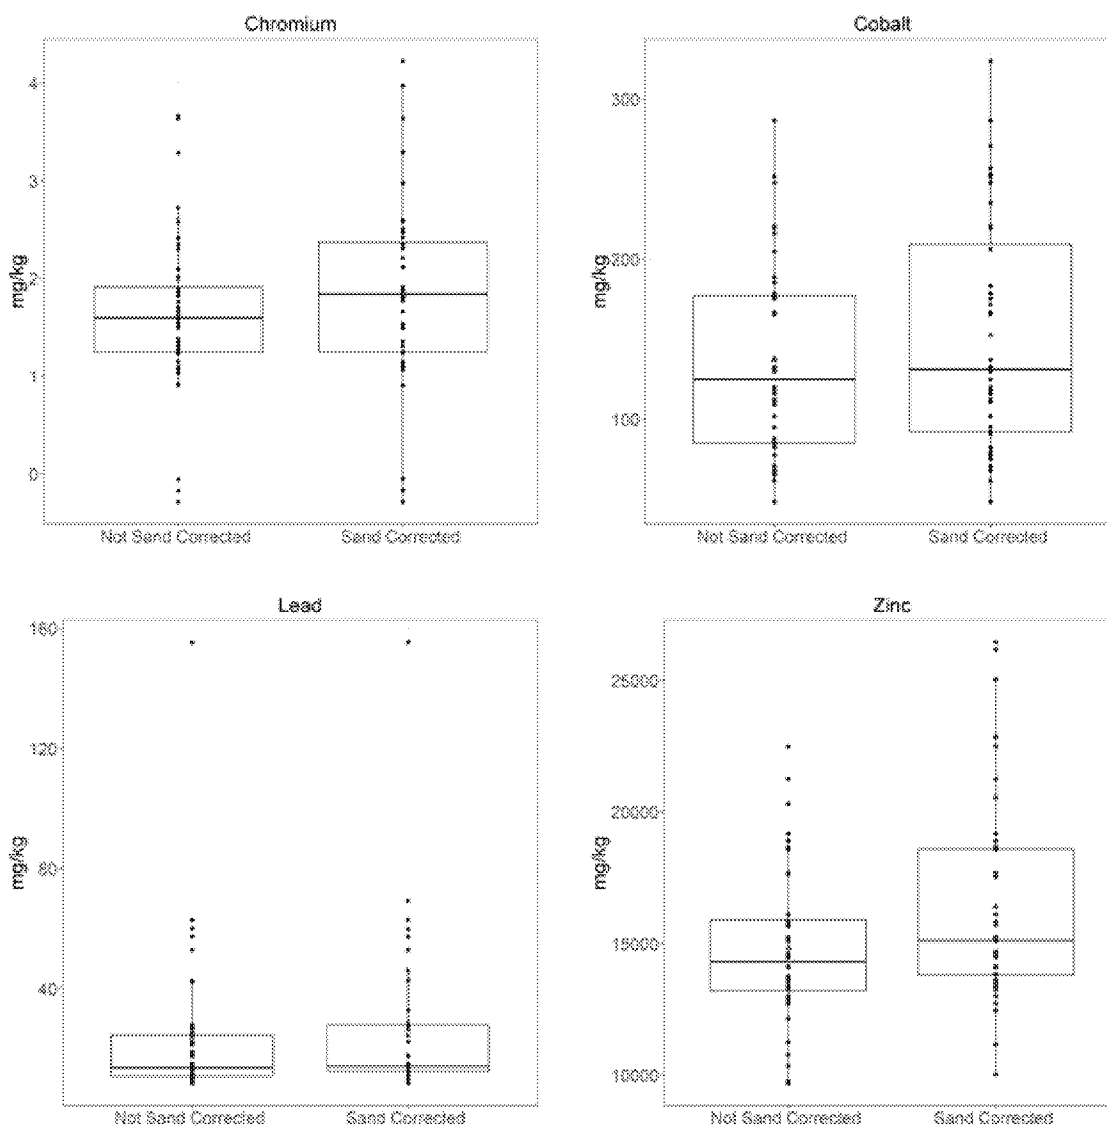 Chromium
Cobalt
mg/kg
4
3
2
1
0
mg/kg
300
200
100
Not Sand Corrected
Sand Corrected
Not Sand Corrected
Sand Corrected
Lead
Zinc
mg/kg
160
120
80
40
mg/kg
25000
20000
15000
10000
Not Sand Corrected
Sand Corrected
Not Sand Corrected
Sand Corrected